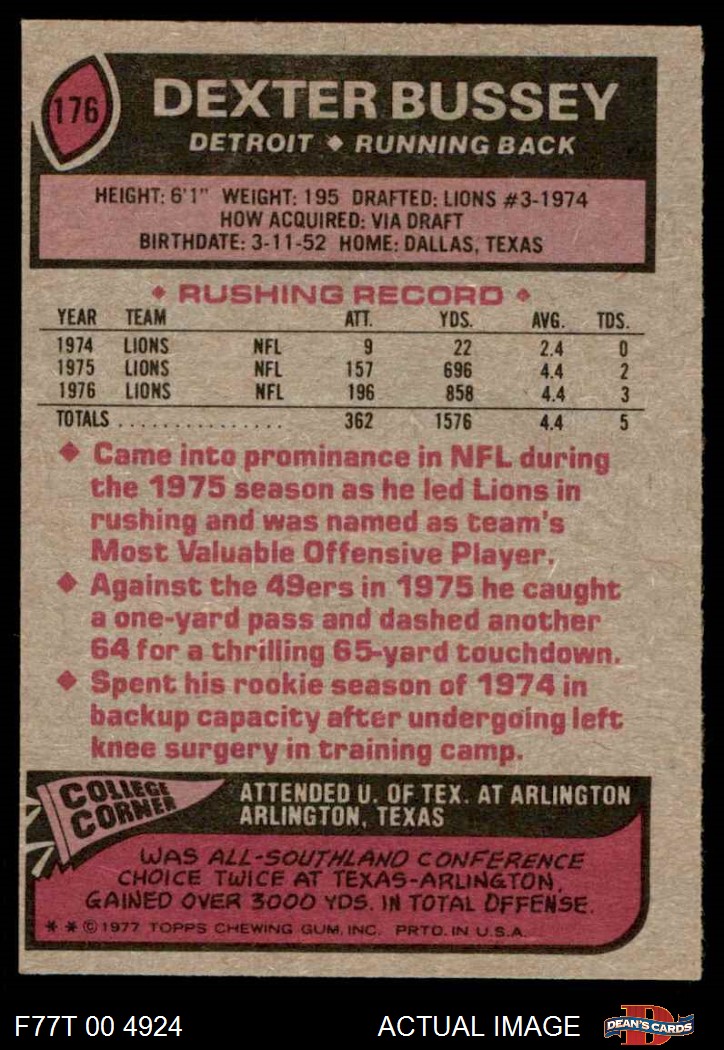 176
DEXTER BUSSEY
DETROIT ◆ RUNNING BACK
HEIGHT: 6'1" WEIGHT: 195 DRAFTED: LIONS #3-1974
HOW ACQUIRED: VIA DRAFT
BIRTHDATE: 3-11-52 HOME: DALLAS, TEXAS
◆ RUSHING RECORD ◆
YEAR TEAM ATT. YDS. AVG. TDS.
1974 LIONS NFL 9 22 2.4 0
1975 LIONS NFL 157 696 4.4 2
1976 LIONS NFL 196 858 4.4 3
TOTALS . . . . . . . . . . . . . . . 362 1576 4.4 5
◆ Came into prominance in NFL during
the 1975 season as he led Lions in
rushing and was named as team's
Most Valuable Offensive Player.
◆ Against the 49ers in 1975 he caught
a one-yard pass and dashed another
64 for a thrilling 65-yard touchdown.
◆ Spent his rookie season of 1974 in
backup capacity after undergoing left
knee surgery in training camp.
COLLEGE
CORNER
ATTENDED U. OF TEX. AT ARLINGTON
ARLINGTON, TEXAS
WAS ALL-SOUTHLAND CONFERENCE
CHOICE TWICE AT TEXAS-ARLINGTON.
GAINED OVER 3000 YDS. IN TOTAL OFFENSE.
* * © 1977 TOPPS CHEWING GUM, INC. PRTD. IN U.S.A.
F77T 00 4924 ACTUAL IMAGE
D
DEAN'S CARDS